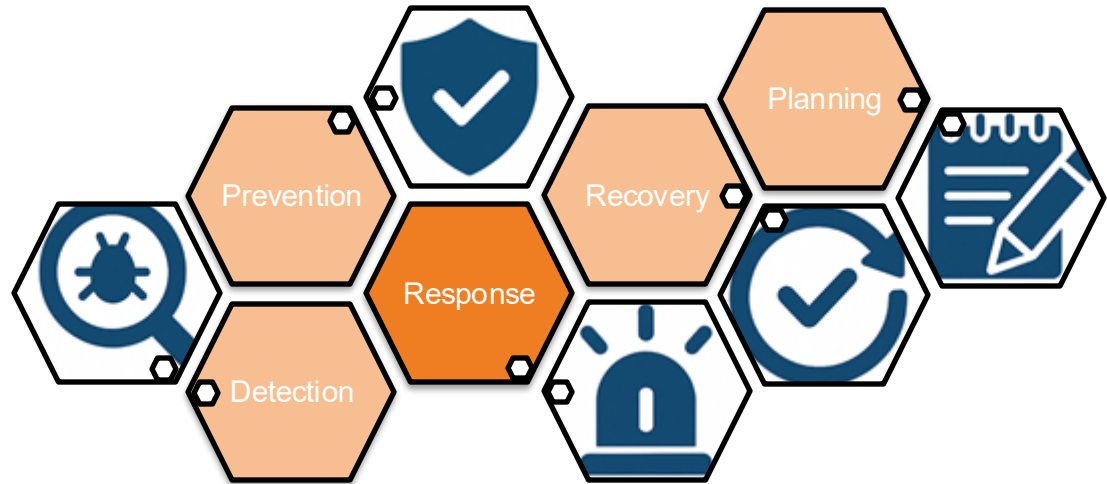 Planning
Prevention
Recovery
Response
Detection